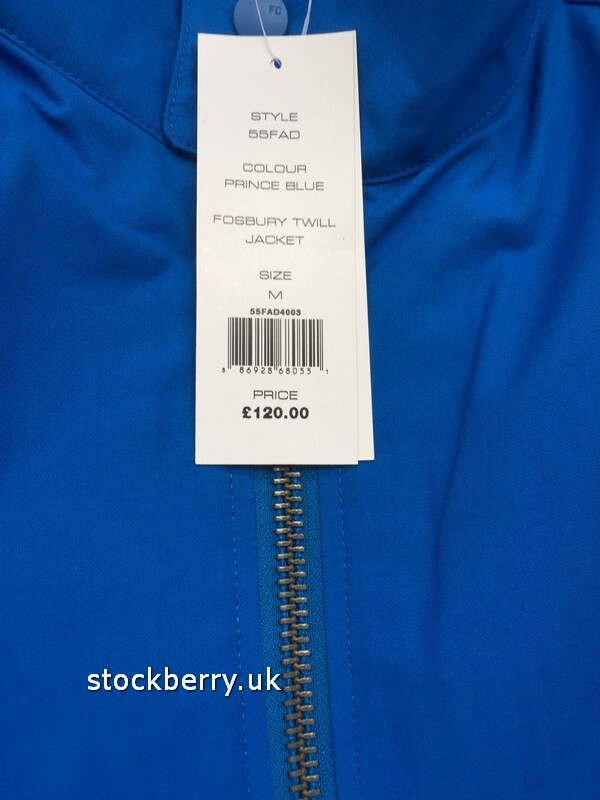 FC
STYLE
55FAD
COLOUR
PRINCE BLUE
FOSBURY TWILL
JACKET
SIZE
M
55FAD4003
8 86928 68055 1
PRICE
£120.00
stockberry.uk